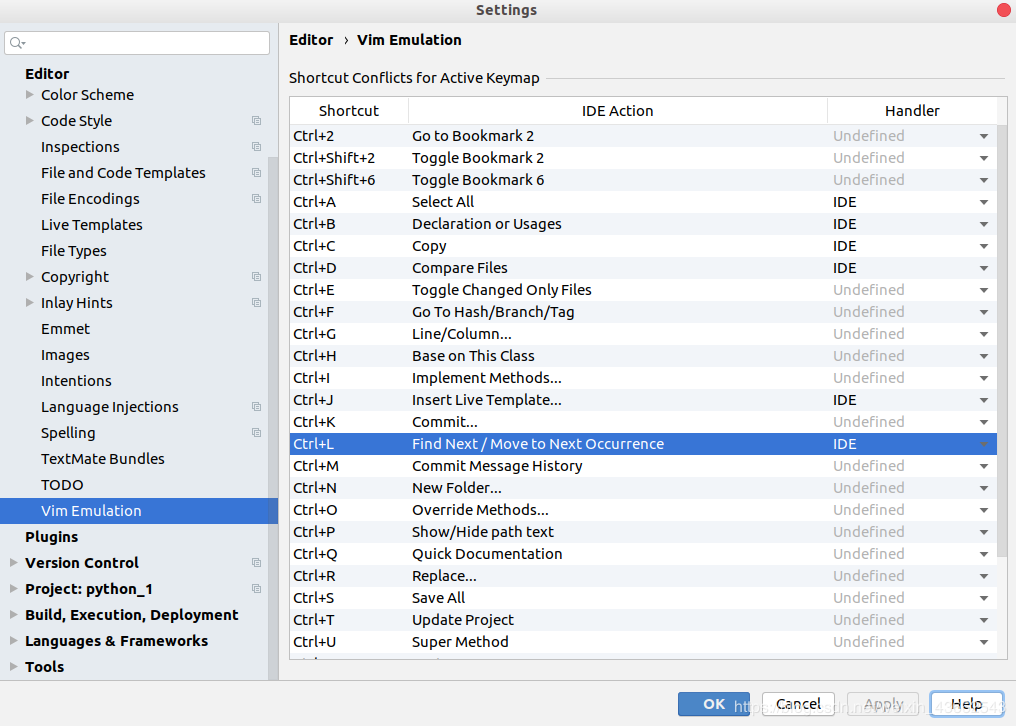 Settings
Editor
Color Scheme
Code Style
Inspections
File and Code Templates
File Encodings
Live Templates
File Types
Copyright
Inlay Hints
Emmet
Images
Intentions
Language Injections
Spelling
TextMate Bundles
TODO
Vim Emulation
Plugins
Version Control
Project: python_1
Build, Execution, Deployment
Languages & Frameworks
Tools
Editor › Vim Emulation
Shortcut Conflicts for Active Keymap
Shortcut IDE Action Handler
Ctrl+2 Go to Bookmark 2 Undefined
Ctrl+Shift+2 Toggle Bookmark 2 Undefined
Ctrl+Shift+6 Toggle Bookmark 6 Undefined
Ctrl+A Select All IDE
Ctrl+B Declaration or Usages IDE
Ctrl+C Copy IDE
Ctrl+D Compare Files IDE
Ctrl+E Toggle Changed Only Files Undefined
Ctrl+F Go To Hash/Branch/Tag Undefined
Ctrl+G Line/Column... Undefined
Ctrl+H Base on This Class Undefined
Ctrl+I Implement Methods... Undefined
Ctrl+J Insert Live Template... IDE
Ctrl+K Commit... Undefined
Ctrl+L Find Next / Move to Next Occurrence IDE
Ctrl+M Commit Message History Undefined
Ctrl+N New Folder... Undefined
Ctrl+O Override Methods... Undefined
Ctrl+P Show/Hide path text Undefined
Ctrl+Q Quick Documentation Undefined
Ctrl+R Replace... Undefined
Ctrl+S Save All Undefined
Ctrl+T Update Project Undefined
Ctrl+U Super Method Undefined
OK Cancel Apply Help